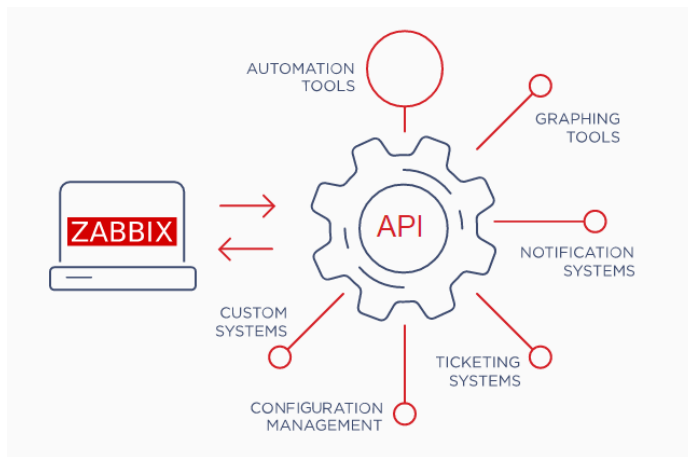 AUTOMATION
TOOLS
GRAPHING
TOOLS
ZABBIX
API
NOTIFICATION
SYSTEMS
CUSTOM
SYSTEMS
TICKETING
SYSTEMS
CONFIGURATION
MANAGEMENT